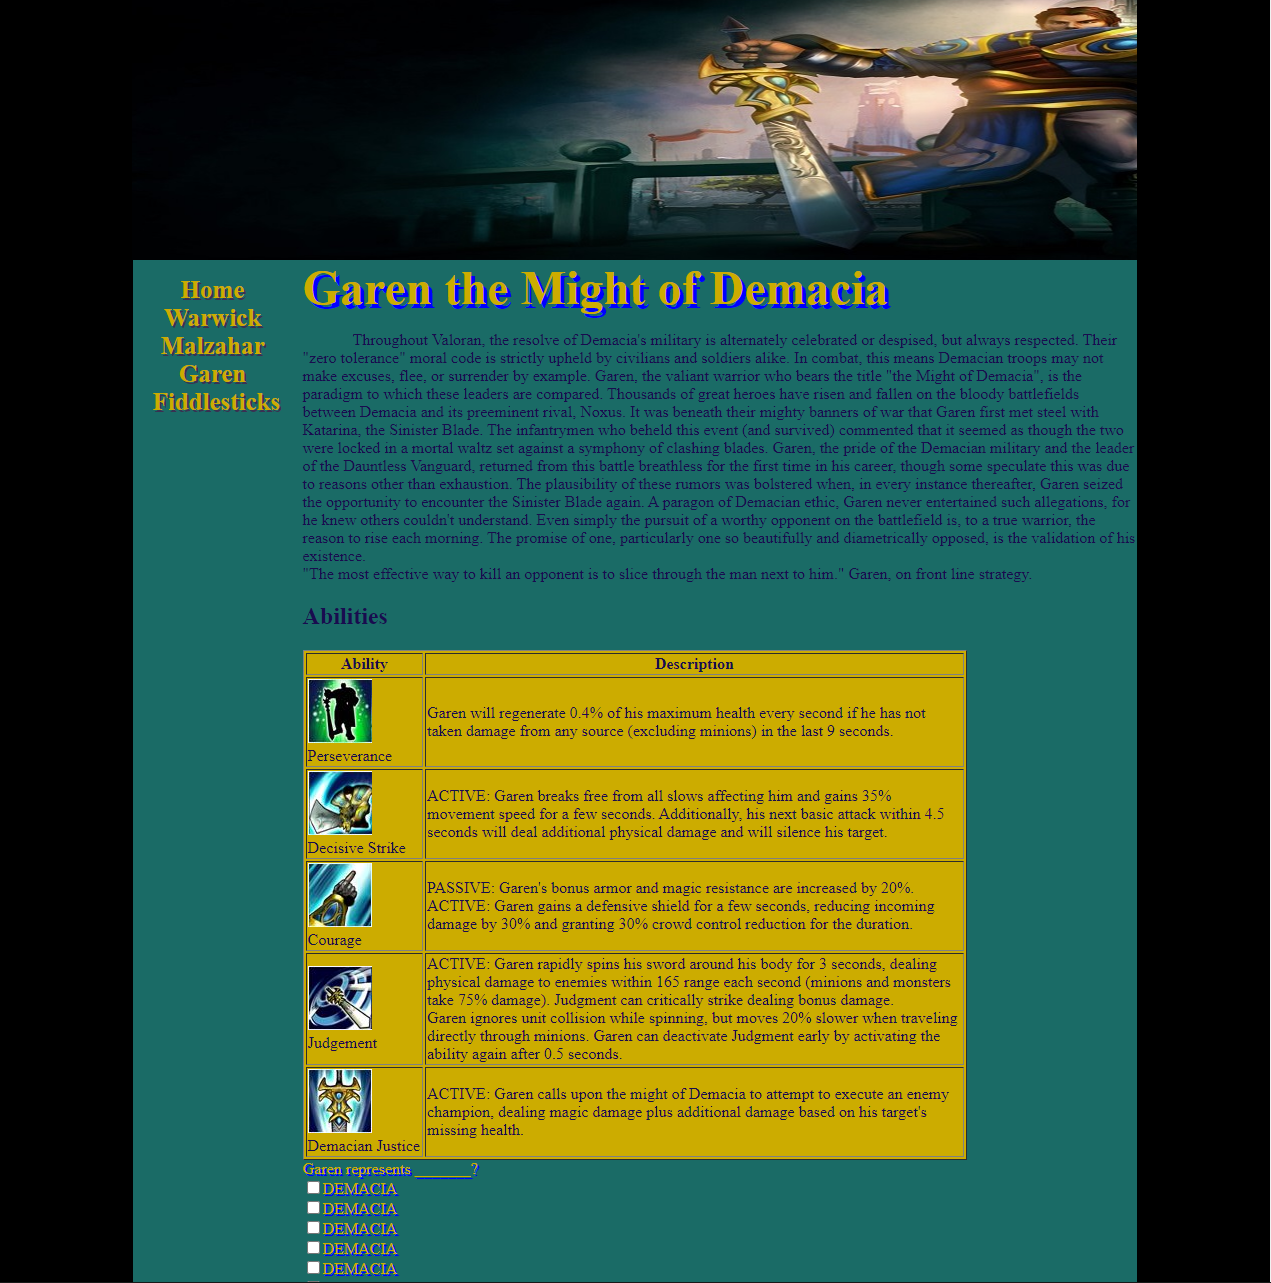 Home
Warwick
Malzahar
Garen
Fiddlesticks
Garen the Might of Demacia
Throughout Valoran, the resolve of Demacia's military is alternately celebrated or despised, but always respected. Their
"zero tolerance" moral code is strictly upheld by civilians and soldiers alike. In combat, this means Demacian troops may not
make excuses, flee, or surrender by example. Garen, the valiant warrior who bears the title "the Might of Demacia", is the
paradigm to which these leaders are compared. Thousands of great heroes have risen and fallen on the bloody battlefields
between Demacia and its preeminent rival, Noxus. It was beneath their mighty banners of war that Garen first met steel with
Katarina, the Sinister Blade. The infantrymen who beheld this event (and survived) commented that it seemed as though the two
were locked in a mortal waltz set against a symphony of clashing blades. Garen, the pride of the Demacian military and the leader
of the Dauntless Vanguard, returned from this battle breathless for the first time in his career, though some speculate this was due
to reasons other than exhaustion. The plausibility of these rumors was bolstered when, in every instance thereafter, Garen seized
the opportunity to encounter the Sinister Blade again. A paragon of Demacian ethic, Garen never entertained such allegations, for
he knew others couldn't understand. Even simply the pursuit of a worthy opponent on the battlefield is, to a true warrior, the
reason to rise each morning. The promise of one, particularly one so beautifully and diametrically opposed, is the validation of his
existence.
"The most effective way to kill an opponent is to slice through the man next to him." Garen, on front line strategy.
Abilities
Ability Description
Perseverance
Garen will regenerate 0.4% of his maximum health every second if he has not
taken damage from any source (excluding minions) in the last 9 seconds.
Decisive Strike
ACTIVE: Garen breaks free from all slows affecting him and gains 35%
movement speed for a few seconds. Additionally, his next basic attack within 4.5
seconds will deal additional physical damage and will silence his target.
Courage
PASSIVE: Garen's bonus armor and magic resistance are increased by 20%.
ACTIVE: Garen gains a defensive shield for a few seconds, reducing incoming
damage by 30% and granting 30% crowd control reduction for the duration.
Judgement
ACTIVE: Garen rapidly spins his sword around his body for 3 seconds, dealing
physical damage to enemies within 165 range each second (minions and monsters
take 75% damage). Judgment can critically strike dealing bonus damage.
Garen ignores unit collision while spinning, but moves 20% slower when traveling
directly through minions. Garen can deactivate Judgment early by activating the
ability again after 0.5 seconds.
Demacian Justice
ACTIVE: Garen calls upon the might of Demacia to attempt to execute an enemy
champion, dealing magic damage plus additional damage based on his target's
missing health.
Garen represents _______?
DEMACIA
DEMACIA
DEMACIA
DEMACIA
DEMACIA